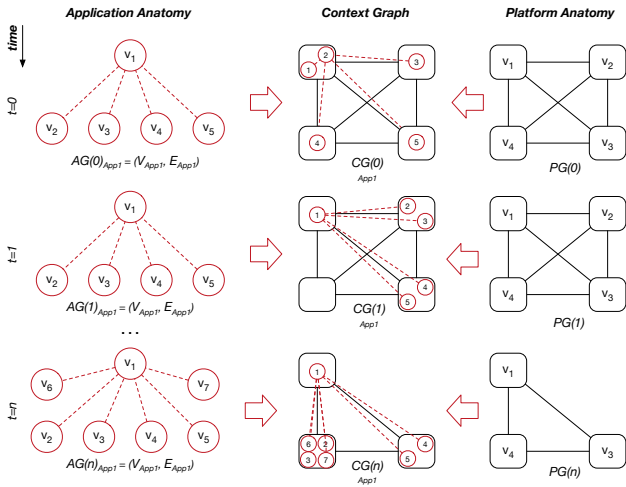 Application Anatomy
Context Graph
Platform Anatomy
time
t=0
v1
v2
v3
v4
v5
AG(0)App1 = (VApp1, EApp1)
1
2
3
4
5
CG(0)
App1
v1
v2
v4
v3
PG(0)
t=1
v1
v2
v3
v4
v5
AG(1)App1 = (VApp1, EApp1)
1
2
3
4
5
CG(1)
App1
v1
v2
v4
v3
PG(1)
...
t=n
v1
v6
v7
v2
v3
v4
v5
AG(n)App1 = (VApp1, EApp1)
1
6
2
3
7
4
5
CG(n)
App1
v1
v4
v3
PG(n)